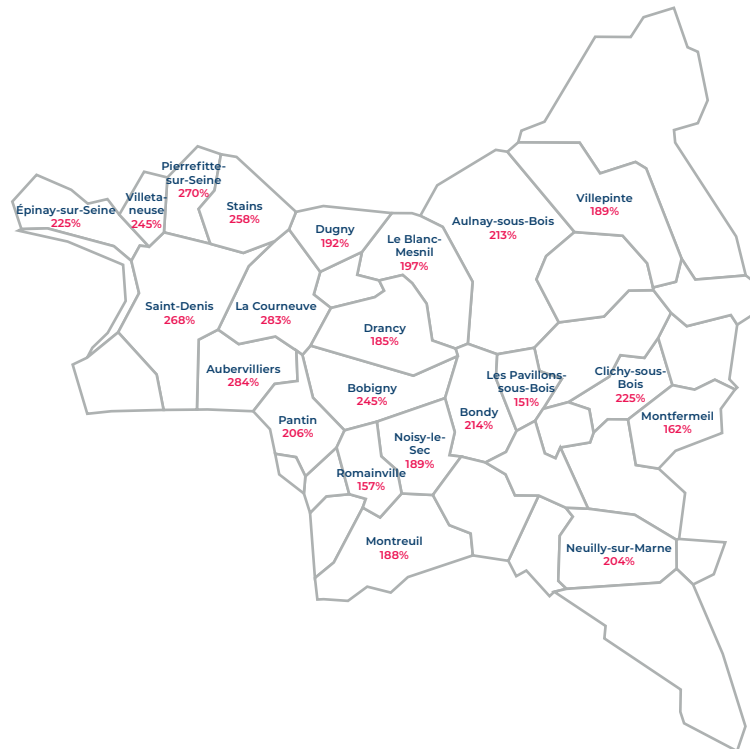 Pierrefitte-
sur-Seine
270%
Épinay-sur-Seine
225%
Villeta-
neuse
245%
Stains
258%
Dugny
192%
Le Blanc-
Mesnil
197%
Aulnay-sous-Bois
213%
Villepinte
189%
Saint-Denis
268%
La Courneuve
283%
Drancy
185%
Aubervilliers
284%
Bobigny
245%
Les Pavillons-
sous-Bois
151%
Clichy-sous-
Bois
225%
Pantin
206%
Noisy-le-
Sec
189%
Bondy
214%
Montfermeil
162%
Romainville
157%
Montreuil
188%
Neuilly-sur-Marne
204%